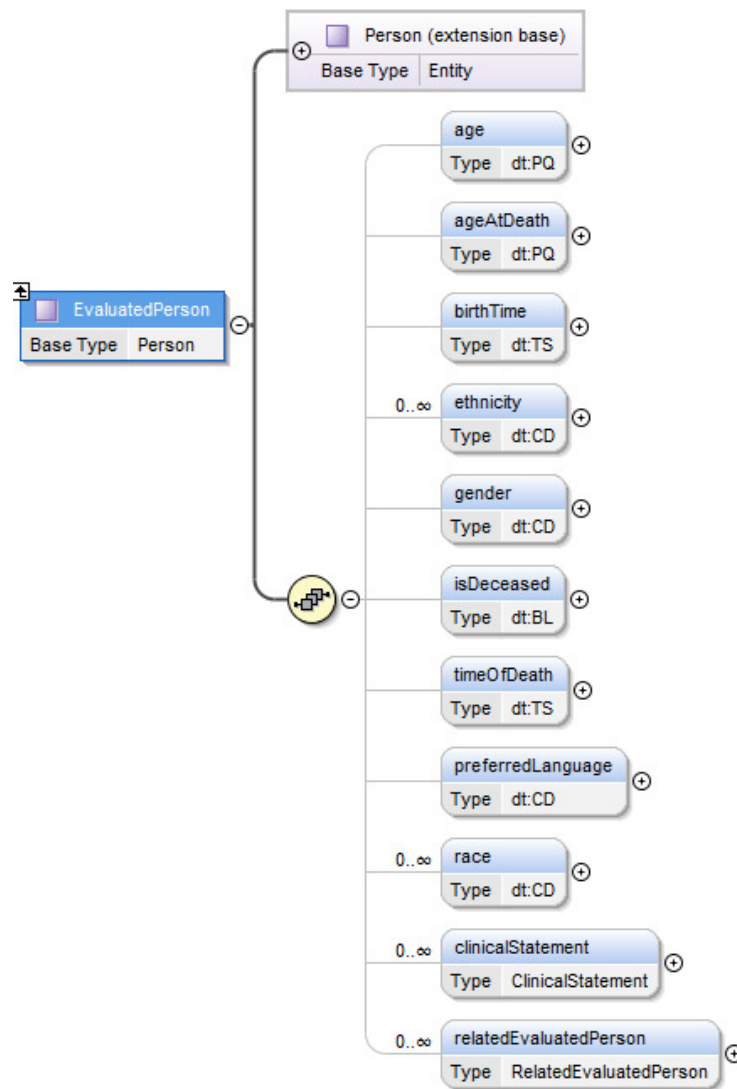 Person (extension base)
Base Type Entity
age
Type dt:PQ
ageAtDeath
Type dt:PQ
EvaluatedPerson
Base Type Person
birthTime
Type dt:TS
0..∞ ethnicity
Type dt:CD
gender
Type dt:CD
isDeceased
Type dt:BL
timeOfDeath
Type dt:TS
preferredLanguage
Type dt:CD
0..∞ race
Type dt:CD
0..∞ clinicalStatement
Type ClinicalStatement
0..∞ relatedEvaluatedPerson
Type RelatedEvaluatedPerson